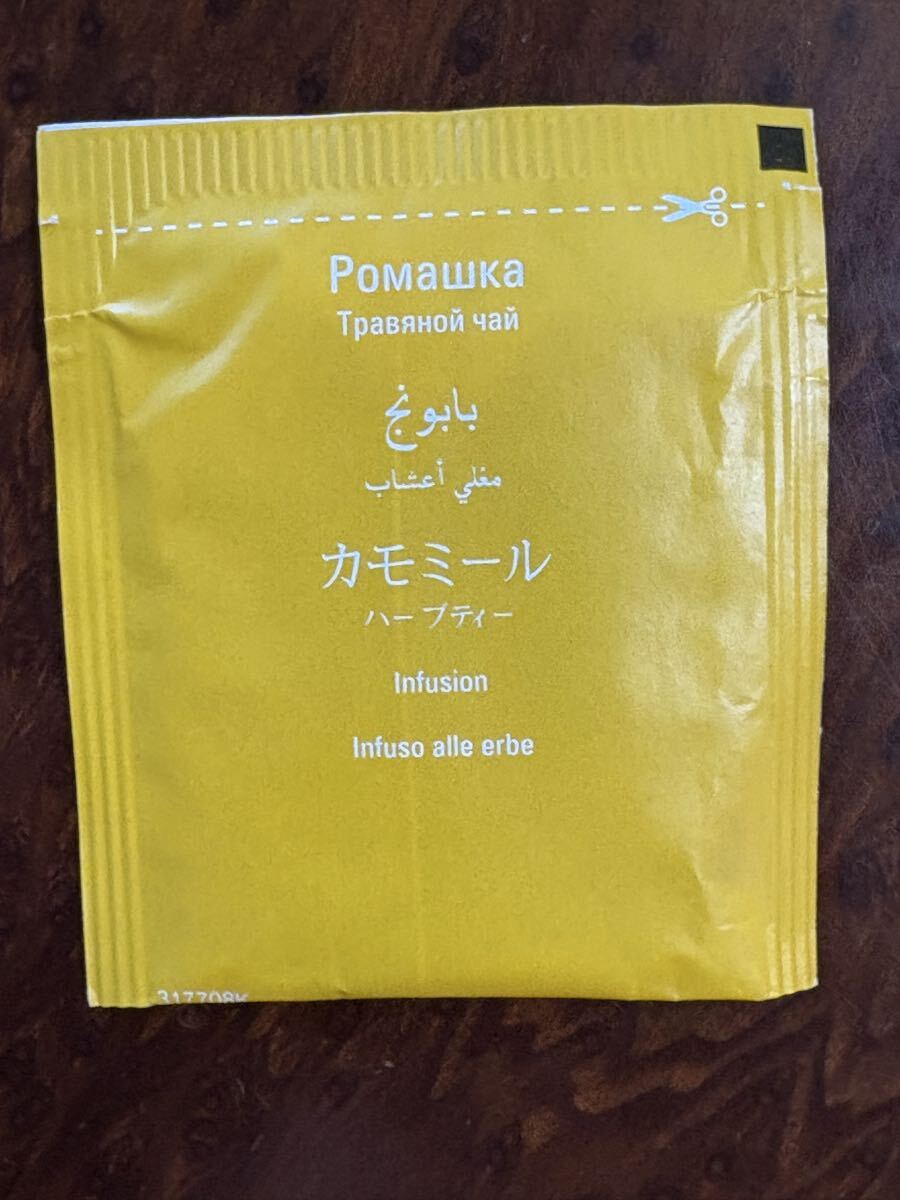 Ромашка
Травяной чай
بابونج
مغلي أعشاب
カモミール
ハーブティー
Infusion
Infuso alle erbe
317708K